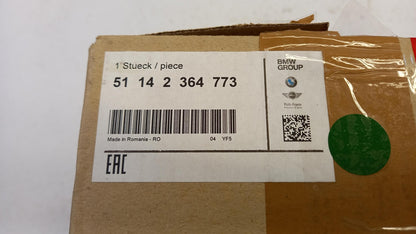 1 Stueck / piece
51 14 2 364 773
Made in Romania - RO
04 YF5
EAC
BMW
GROUP